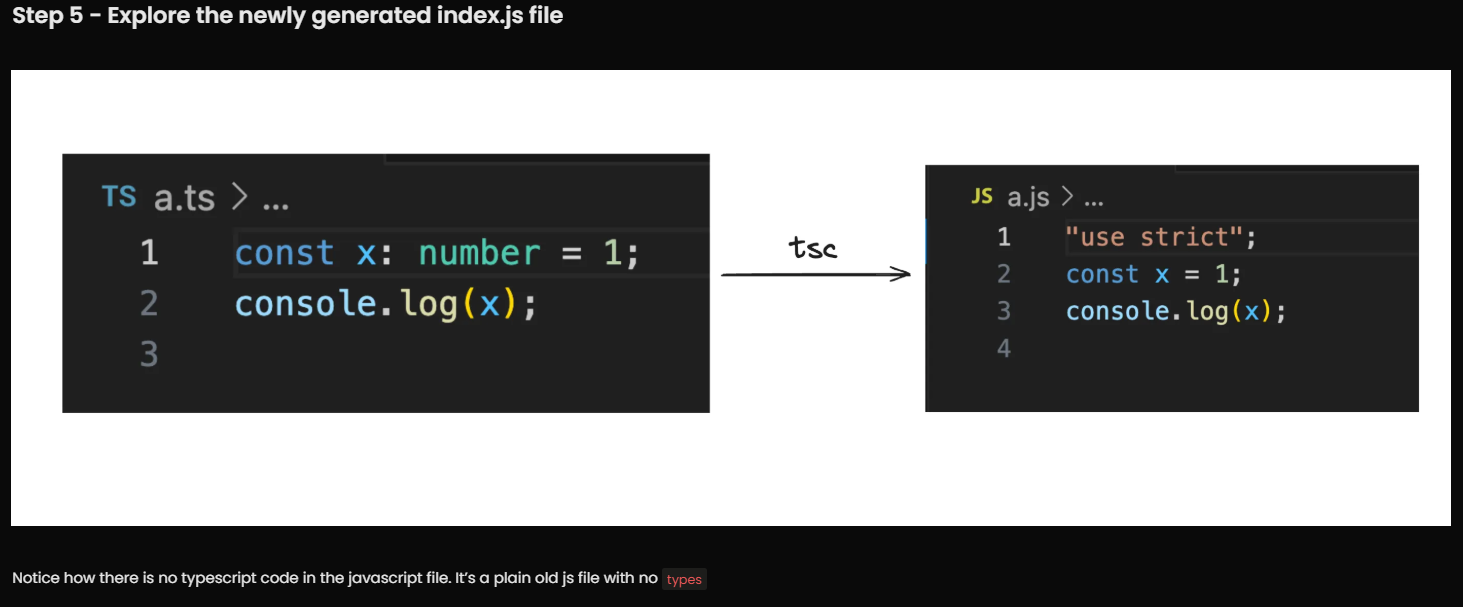 Step 5 - Explore the newly generated index.js file
TS a.ts > ...
1 const x: number = 1;
2 console.log(x);
3
tsc
JS a.js > ...
1 "use strict";
2 const x = 1;
3 console.log(x);
4
Notice how there is no typescript code in the javascript file. It’s a plain old js file with no types